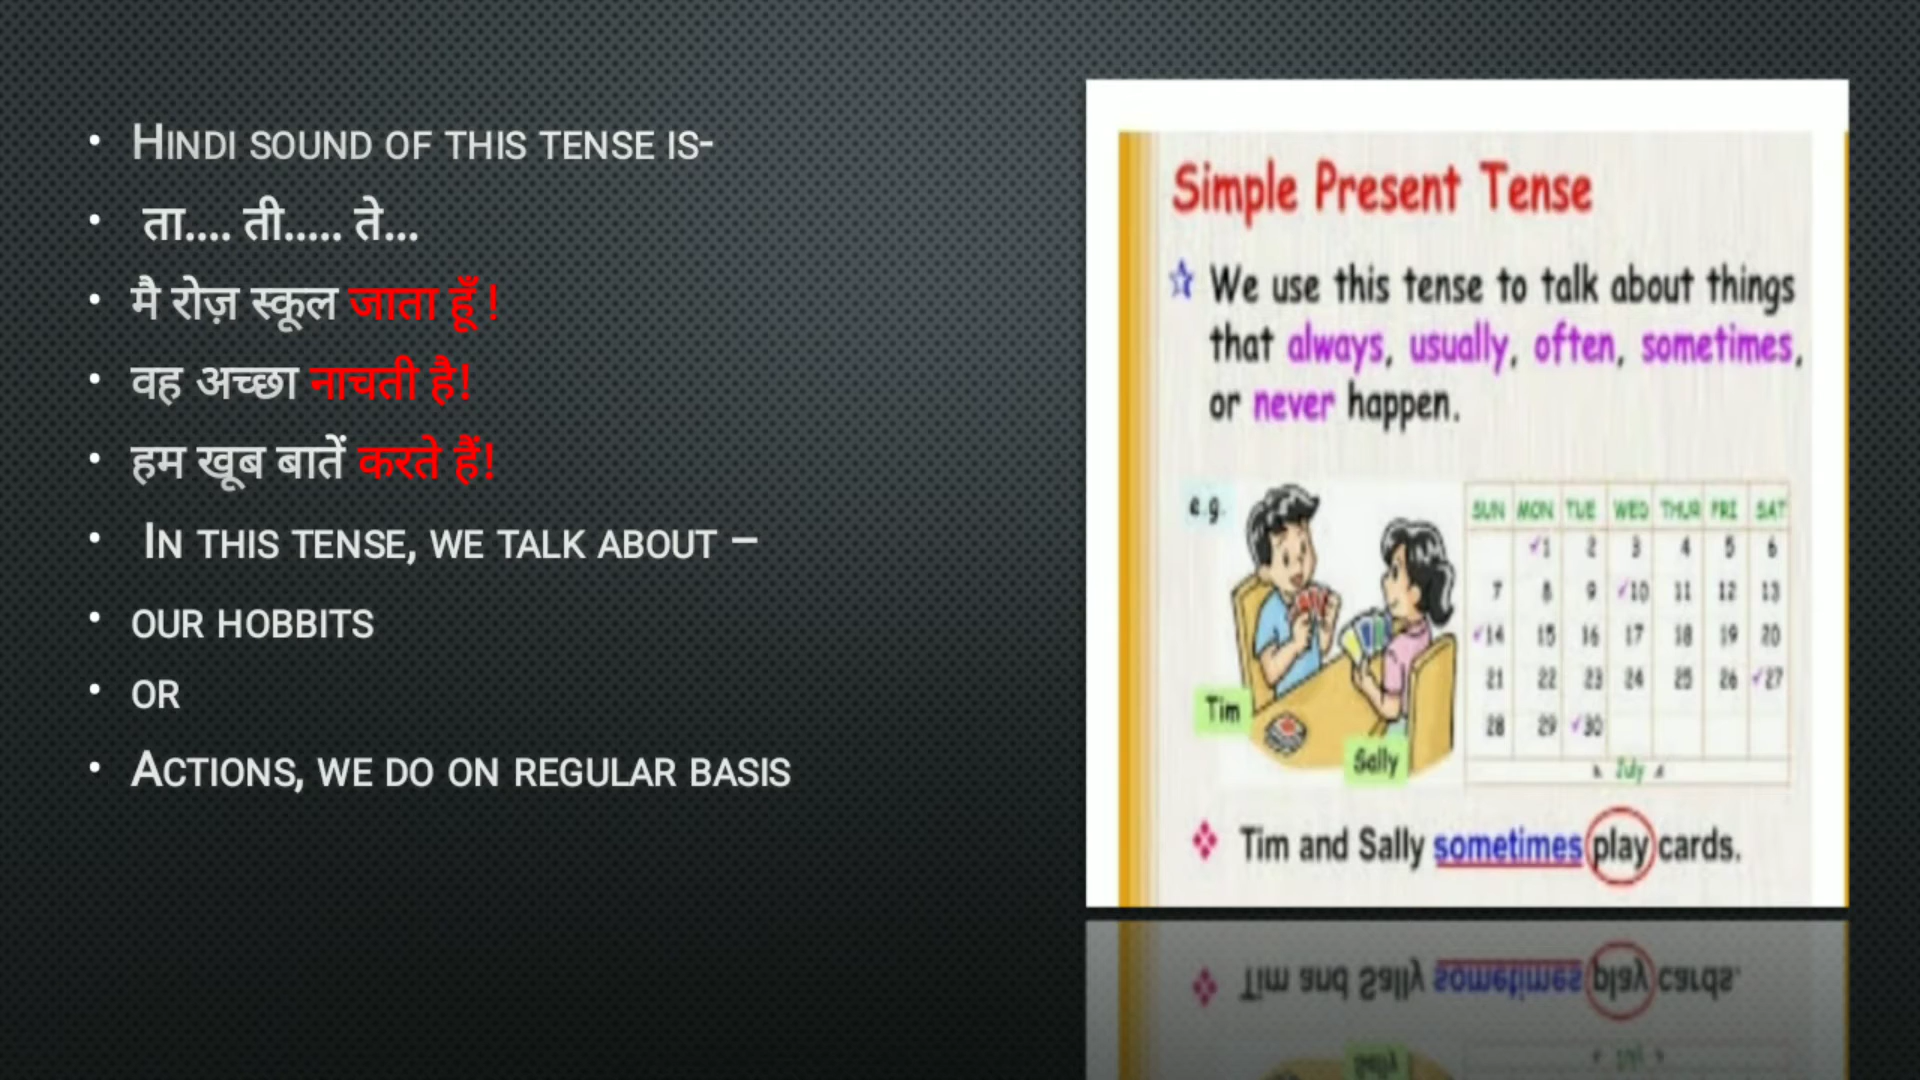 • Hindi sound of this tense is-
• ता.... ती..... ते...
• मै रोज़ स्कूल जाता हूँ !
• वह अच्छा नाचती है!
• हम खूब बातें करते हैं!
• In this tense, we talk about –
• our hobbits
• or
• Actions, we do on regular basis
Simple Present Tense
☆ We use this tense to talk about things
that always, usually, often, sometimes,
or never happen.
e.g.
Tim
Sally
SUN MON TUE WED THUR FRI SAT
✓1 2 3 4 5 6
7 8 9 ✓10 11 12 13
✓14 15 16 17 18 19 20
21 22 23 24 25 26 ✓27
28 29 ✓30
July
❖ Tim and Sally sometimes play cards.